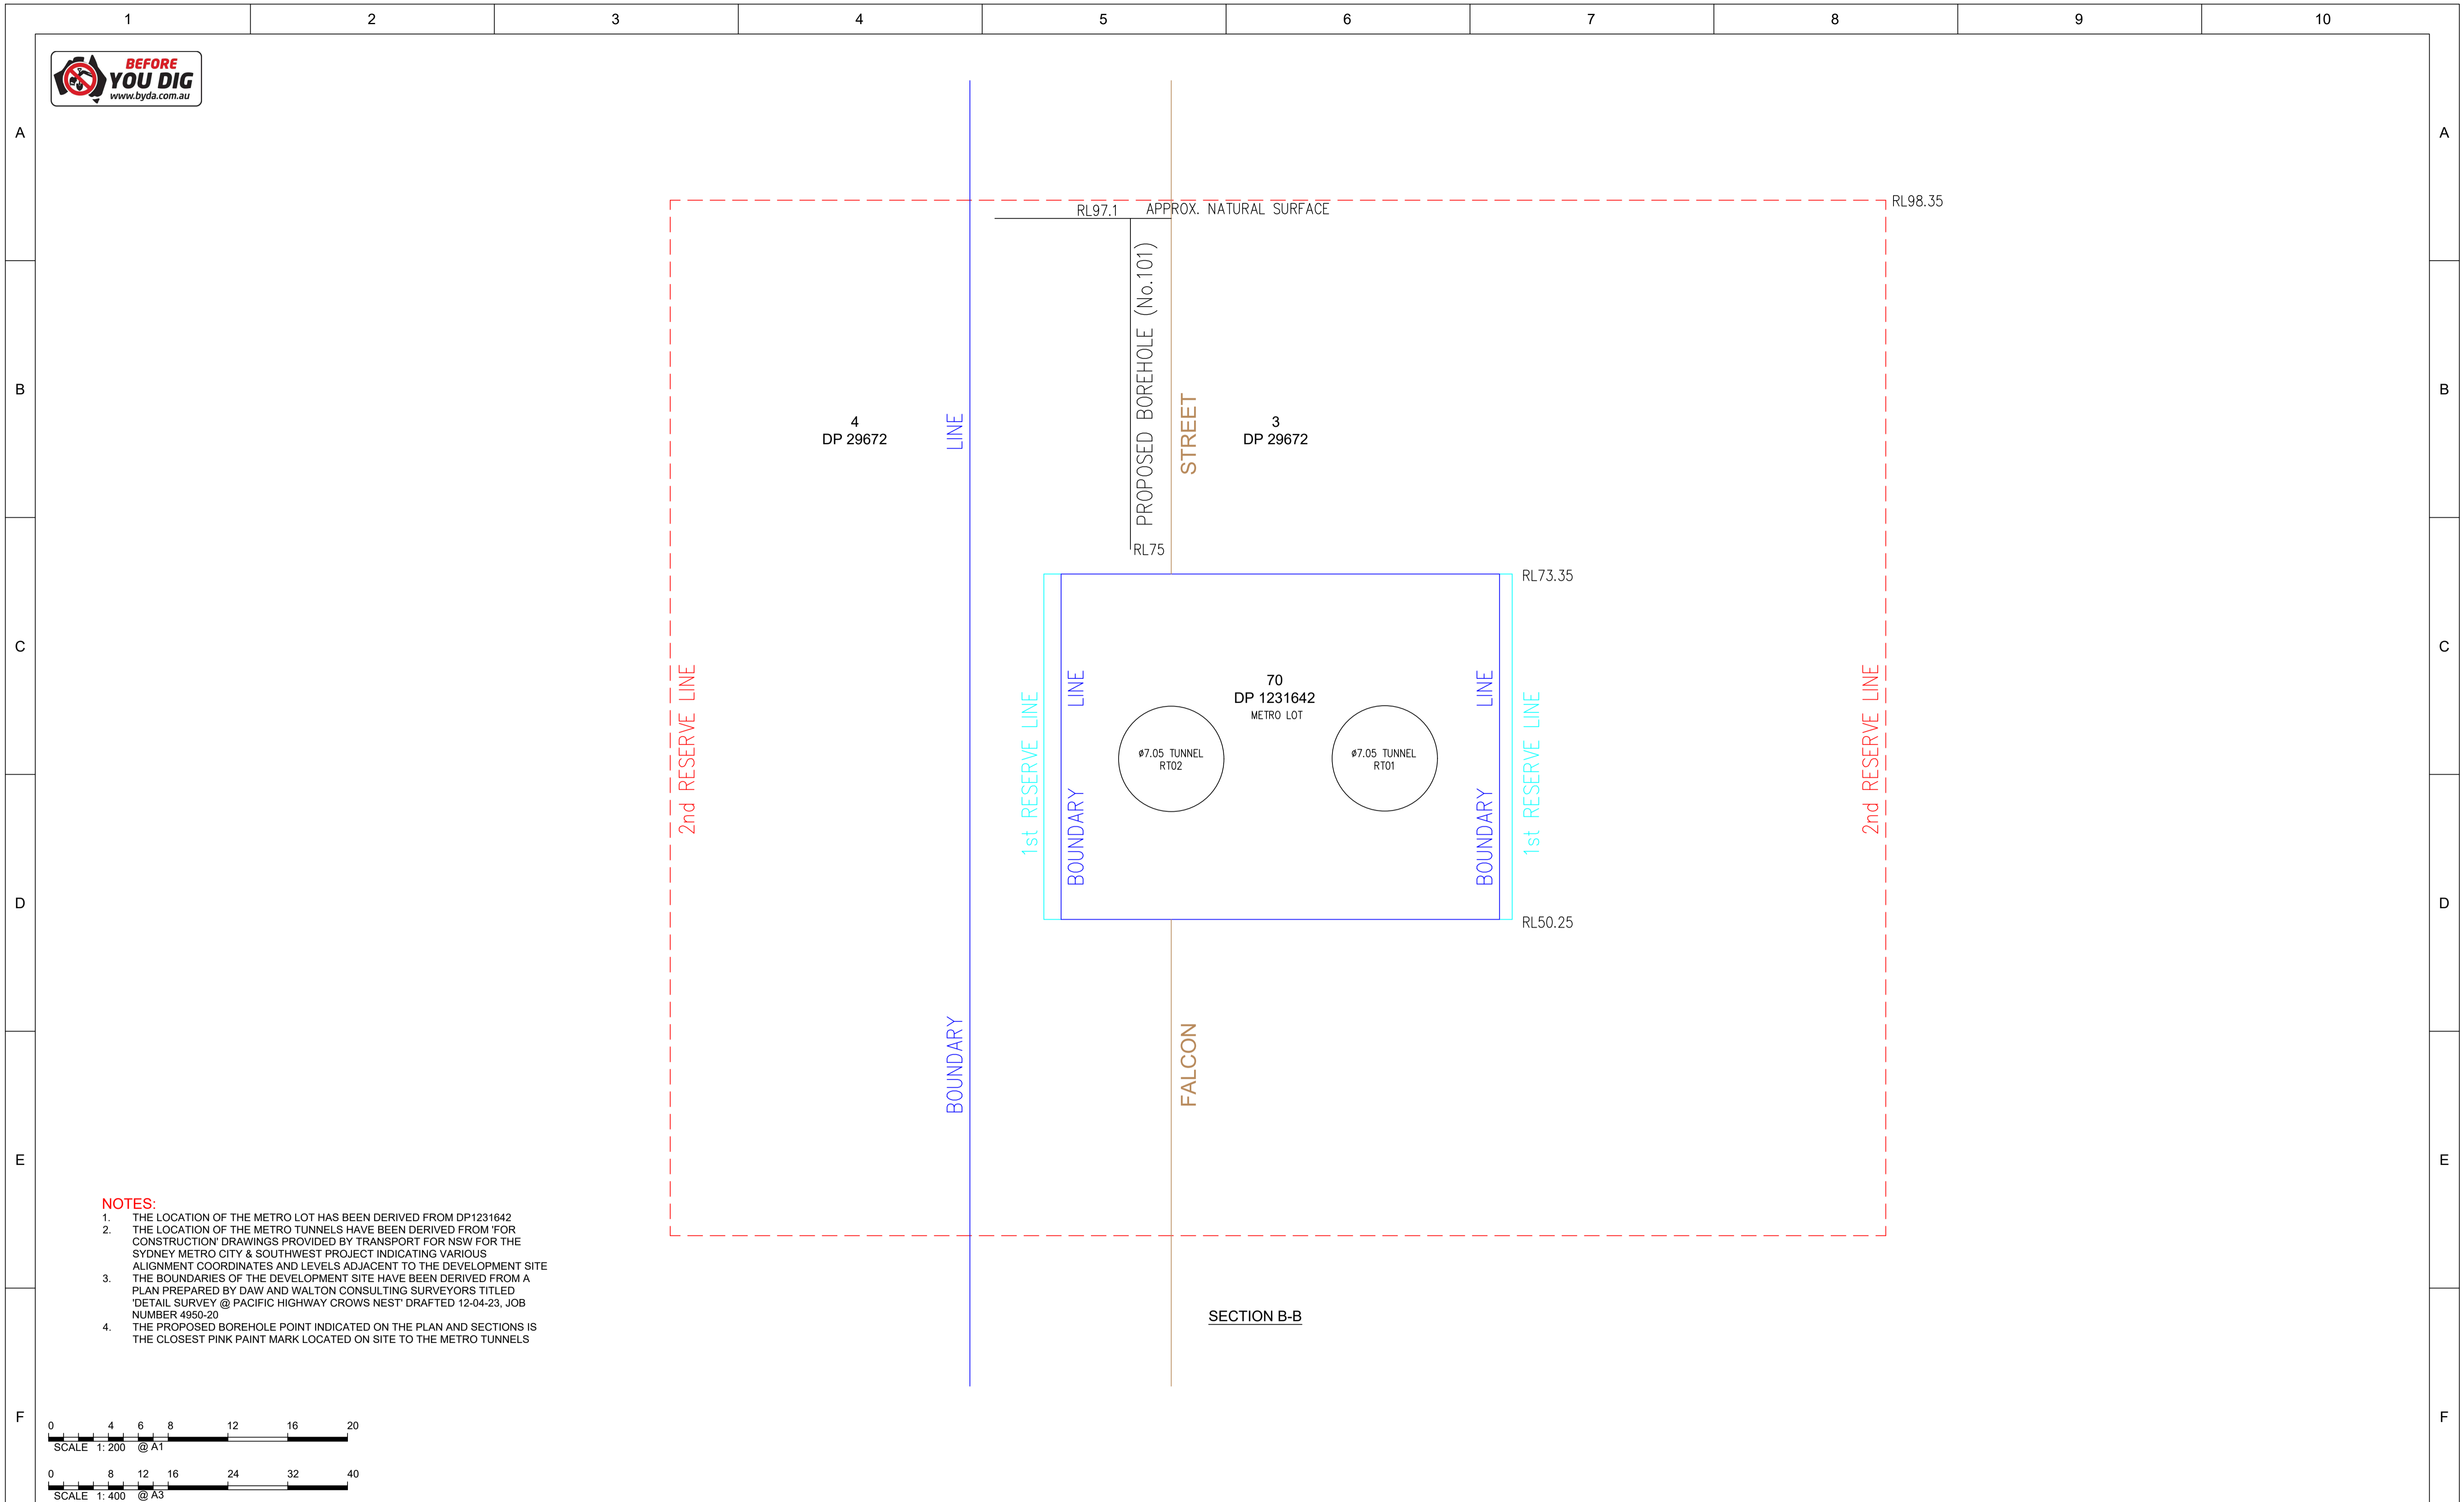 1 2 3 4 5 6 7 8 9 10
BEFORE
YOU DIG
www.byda.com.au
A A
RL98.35
RL97.1 APPROX. NATURAL SURFACE
PROPOSED BOREHOLE (No.101)
B B
4
DP 29672
LINE
STREET
3
DP 29672
RL75
RL73.35
C C
2nd RESERVE LINE
1st RESERVE LINE
BOUNDARY LINE
70
DP 1231642
METRO LOT
Ø7.05 TUNNEL
RT02
Ø7.05 TUNNEL
RT01
BOUNDARY LINE
1st RESERVE LINE
2nd RESERVE LINE
D D
RL50.25
BOUNDARY
FALCON
E E
NOTES:
1. THE LOCATION OF THE METRO LOT HAS BEEN DERIVED FROM DP1231642
2. THE LOCATION OF THE METRO TUNNELS HAVE BEEN DERIVED FROM 'FOR
CONSTRUCTION' DRAWINGS PROVIDED BY TRANSPORT FOR NSW FOR THE
SYDNEY METRO CITY & SOUTHWEST PROJECT INDICATING VARIOUS
ALIGNMENT COORDINATES AND LEVELS ADJACENT TO THE DEVELOPMENT SITE
3. THE BOUNDARIES OF THE DEVELOPMENT SITE HAVE BEEN DERIVED FROM A
PLAN PREPARED BY DAW AND WALTON CONSULTING SURVEYORS TITLED
'DETAIL SURVEY @ PACIFIC HIGHWAY CROWS NEST' DRAFTED 12-04-23, JOB
NUMBER 4950-20
4. THE PROPOSED BOREHOLE POINT INDICATED ON THE PLAN AND SECTIONS IS
THE CLOSEST PINK PAINT MARK LOCATED ON SITE TO THE METRO TUNNELS
SECTION B-B
F F
0 4 6 8 12 16 20
SCALE 1: 200 @ A1
0 8 12 16 24 32 40
SCALE 1: 400 @ A3